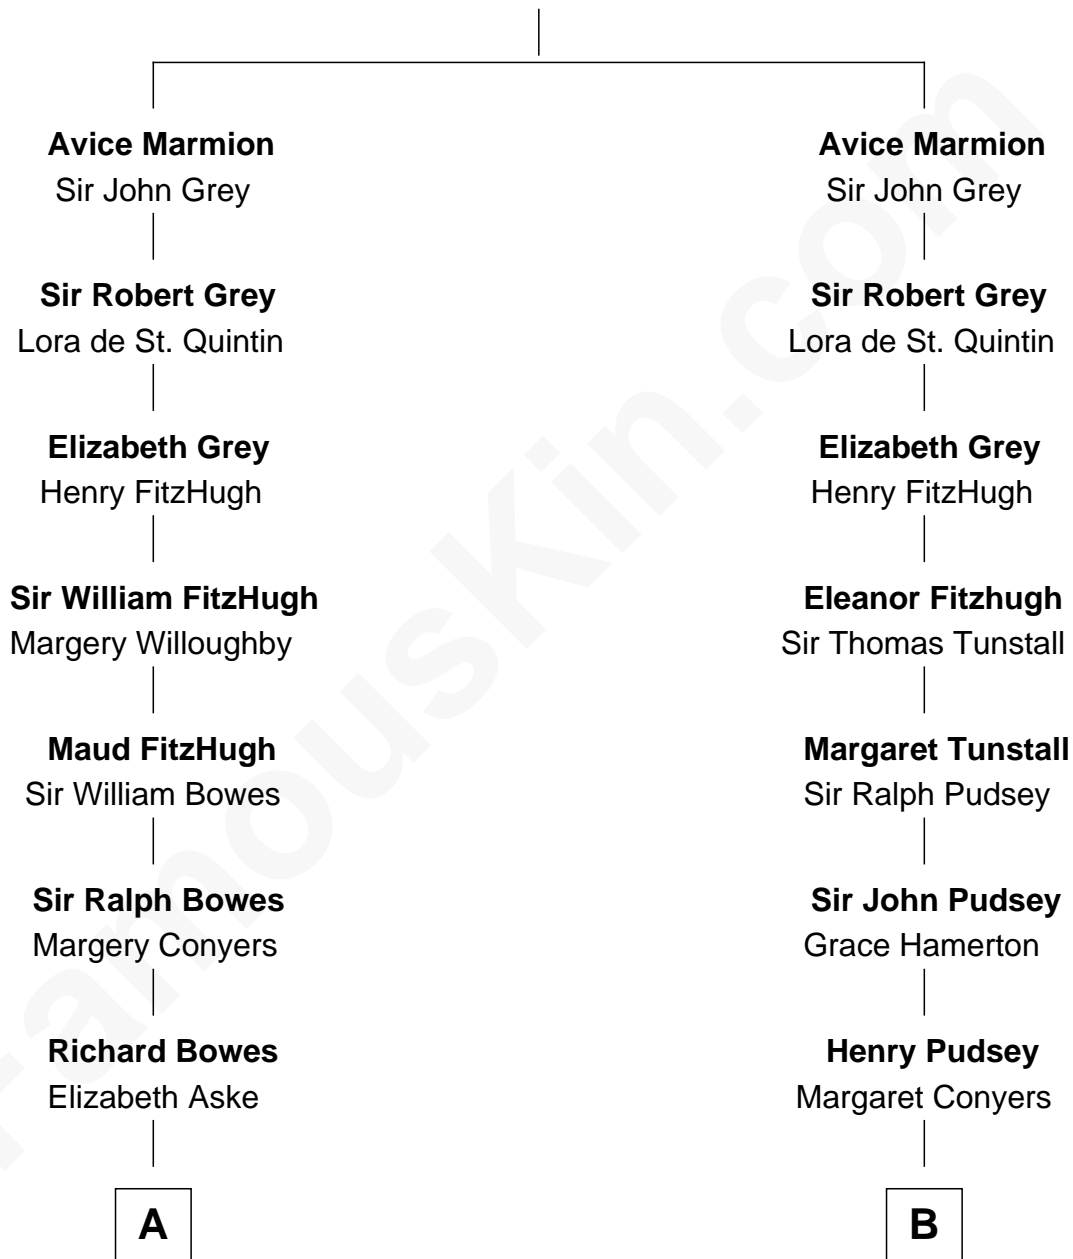 Avice Marmion
Sir John Grey
Sir Robert Grey
Lora de St. Quintin
Elizabeth Grey
Henry FitzHugh
Sir William FitzHugh
Margery Willoughby
Maud FitzHugh
Sir William Bowes
Sir Ralph Bowes
Margery Conyers
Richard Bowes
Elizabeth Aske
A
Avice Marmion
Sir John Grey
Sir Robert Grey
Lora de St. Quintin
Elizabeth Grey
Henry FitzHugh
Eleanor Fitzhugh
Sir Thomas Tunstall
Margaret Tunstall
Sir Ralph Pudsey
Sir John Pudsey
Grace Hamerton
Henry Pudsey
Margaret Conyers
B
FamousKin.com